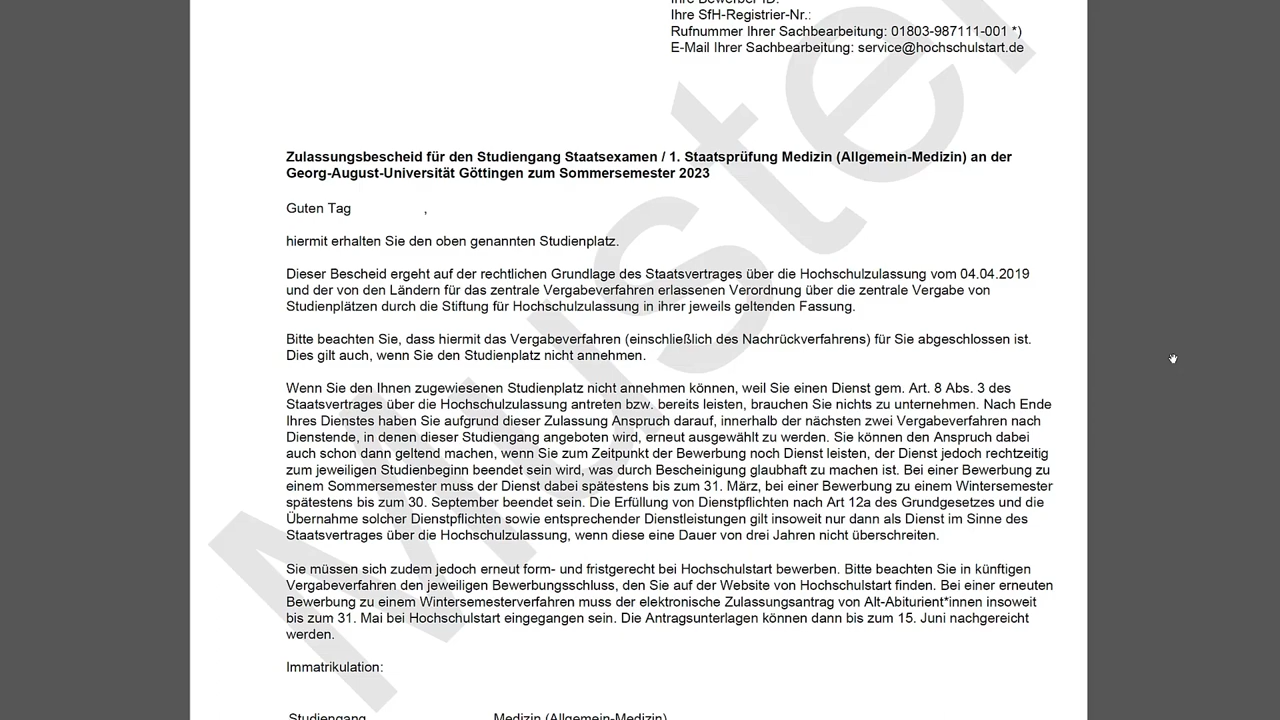 Ihre Bewerber-ID:
Ihre SfH-Registrier-Nr.:
Rufnummer Ihrer Sachbearbeitung: 01803-987111-001 *)
E-Mail Ihrer Sachbearbeitung: service@hochschulstart.de
Muster
Zulassungsbescheid für den Studiengang Staatsexamen / 1. Staatsprüfung Medizin (Allgemein-Medizin) an der
Georg-August-Universität Göttingen zum Sommersemester 2023
Guten Tag ,
hiermit erhalten Sie den oben genannten Studienplatz.
Dieser Bescheid ergeht auf der rechtlichen Grundlage des Staatsvertrages über die Hochschulzulassung vom 04.04.2019
und der von den Ländern für das zentrale Vergabeverfahren erlassenen Verordnung über die zentrale Vergabe von
Studienplätzen durch die Stiftung für Hochschulzulassung in ihrer jeweils geltenden Fassung.
Bitte beachten Sie, dass hiermit das Vergabeverfahren (einschließlich des Nachrückverfahrens) für Sie abgeschlossen ist.
Dies gilt auch, wenn Sie den Studienplatz nicht annehmen.
Wenn Sie den Ihnen zugewiesenen Studienplatz nicht annehmen können, weil Sie einen Dienst gem. Art. 8 Abs. 3 des
Staatsvertrages über die Hochschulzulassung antreten bzw. bereits leisten, brauchen Sie nichts zu unternehmen. Nach Ende
Ihres Dienstes haben Sie aufgrund dieser Zulassung Anspruch darauf, innerhalb der nächsten zwei Vergabeverfahren nach
Dienstende, in denen dieser Studiengang angeboten wird, erneut ausgewählt zu werden. Sie können den Anspruch dabei
auch schon dann geltend machen, wenn Sie zum Zeitpunkt der Bewerbung noch Dienst leisten, der Dienst jedoch rechtzeitig
zum jeweiligen Studienbeginn beendet sein wird, was durch Bescheinigung glaubhaft zu machen ist. Bei einer Bewerbung zu
einem Sommersemester muss der Dienst dabei spätestens bis zum 31. März, bei einer Bewerbung zu einem Wintersemester
spätestens bis zum 30. September beendet sein. Die Erfüllung von Dienstpflichten nach Art 12a des Grundgesetzes und die
Übernahme solcher Dienstpflichten sowie entsprechender Dienstleistungen gilt insoweit nur dann als Dienst im Sinne des
Staatsvertrages über die Hochschulzulassung, wenn diese eine Dauer von drei Jahren nicht überschreiten.
Sie müssen sich zudem jedoch erneut form- und fristgerecht bei Hochschulstart bewerben. Bitte beachten Sie in künftigen
Vergabeverfahren den jeweiligen Bewerbungsschluss, den Sie auf der Website von Hochschulstart finden. Bei einer erneuten
Bewerbung zu einem Wintersemesterverfahren muss der elektronische Zulassungsantrag von Alt-Abiturient*innen insoweit
bis zum 31. Mai bei Hochschulstart eingegangen sein. Die Antragsunterlagen können dann bis zum 15. Juni nachgereicht
werden.
Immatrikulation:
Studiengang Medizin (Allgemein-Medizin)